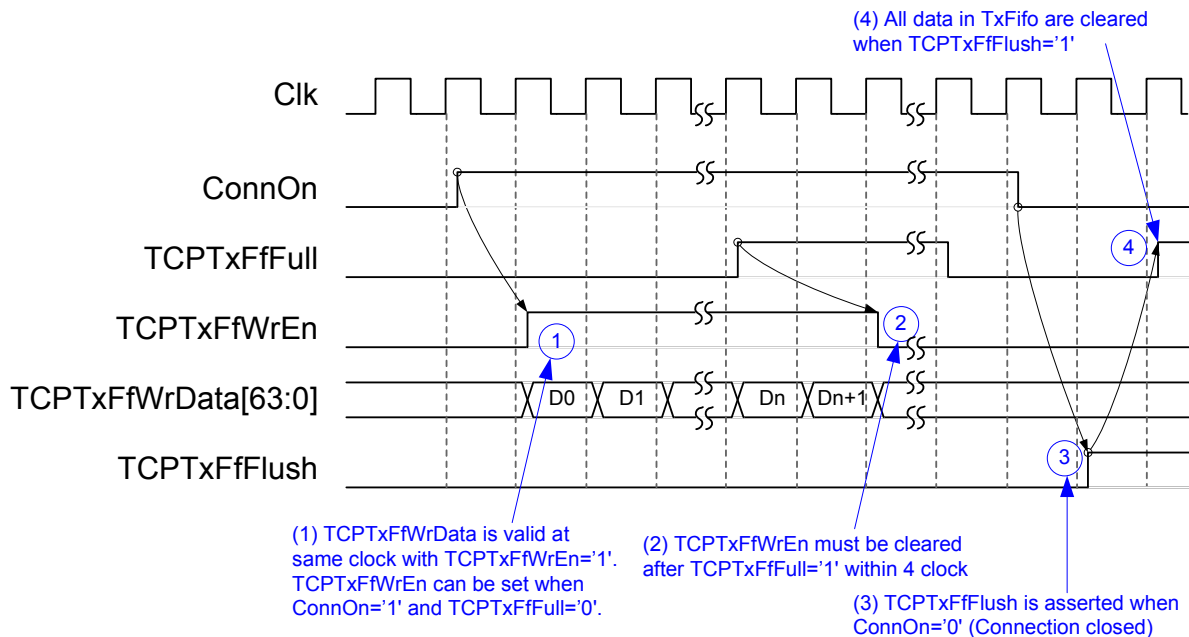 (4) All data in TxFifo are cleared
when TCPTxFfFlush='1'
Clk
ConnOn
TCPTxFfFull
4
TCPTxFfWrEn
1
2
TCPTxFfWrData[63:0]
D0
D1
Dn
Dn+1
TCPTxFfFlush
3
(1) TCPTxFfWrData is valid at
same clock with TCPTxFfWrEn='1'.
TCPTxFfWrEn can be set when
ConnOn='1' and TCPTxFfFull='0'.
(2) TCPTxFfWrEn must be cleared
after TCPTxFfFull='1' within 4 clock
(3) TCPTxFfFlush is asserted when
ConnOn='0' (Connection closed)